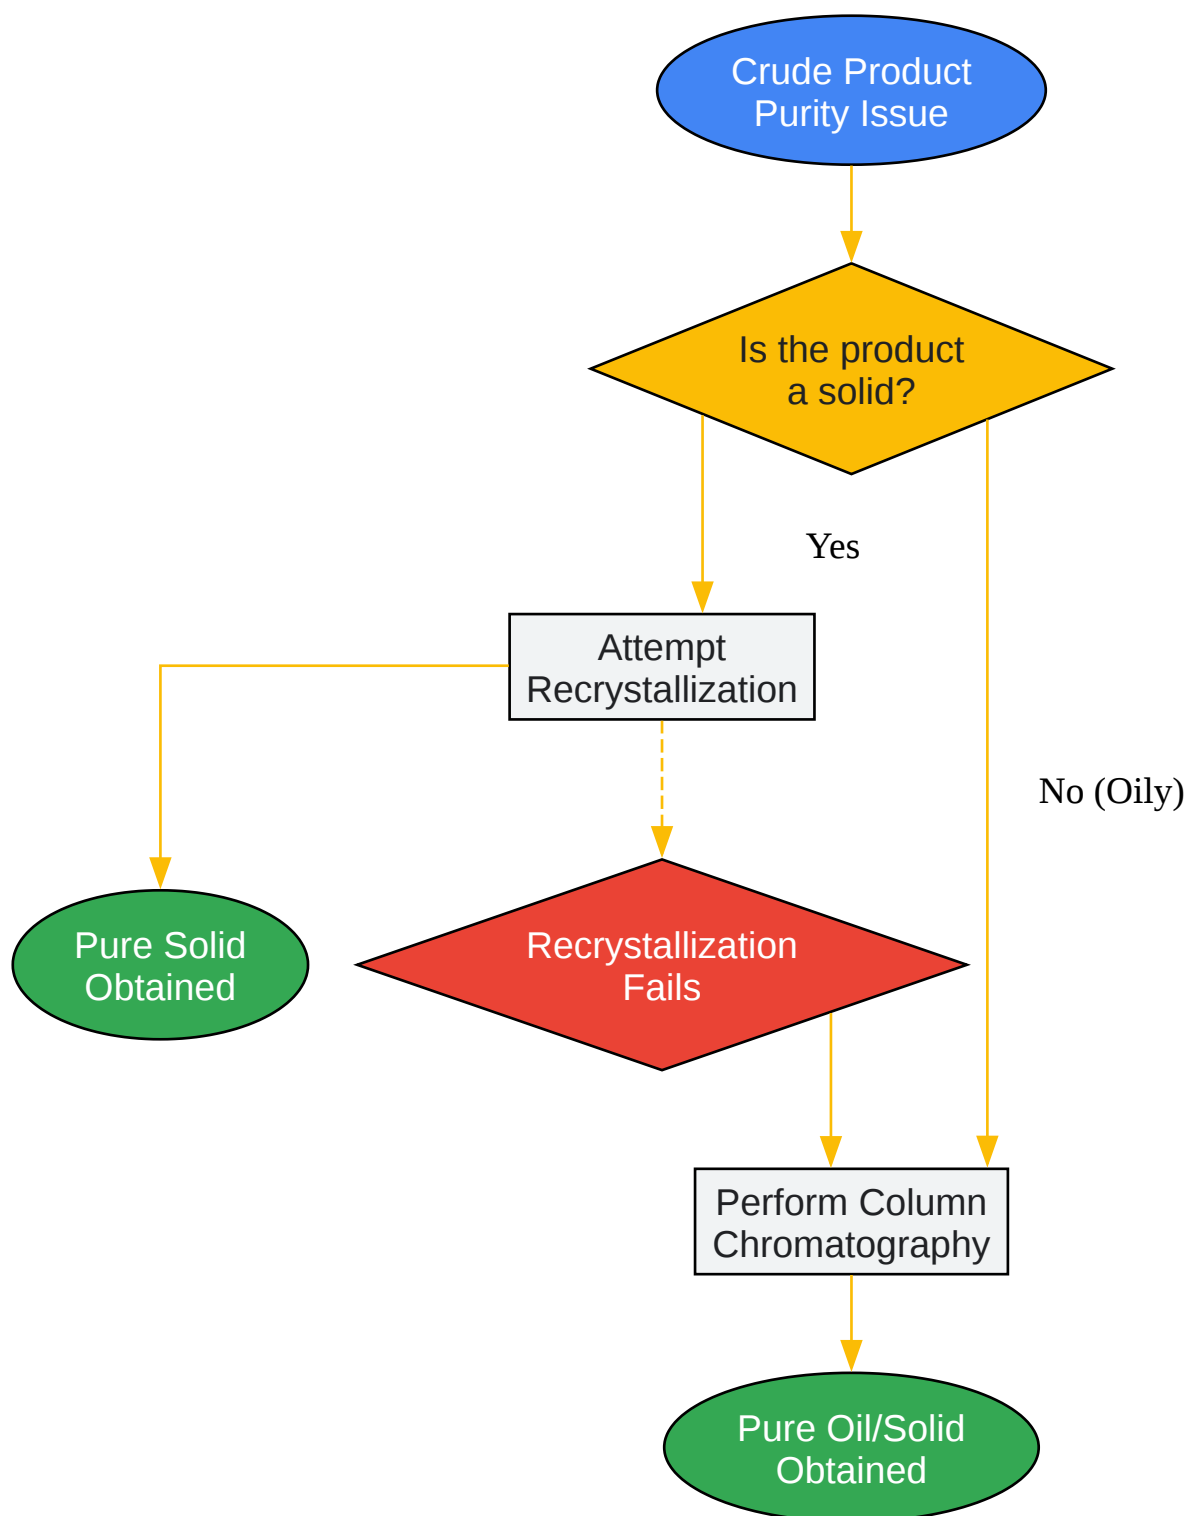 Crude Product
Purity Issue
Is the product
a solid?
Yes
Attempt
Recrystallization
No (Oily)
Pure Solid
Obtained
Recrystallization
Fails
Perform Column
Chromatography
Pure Oil/Solid
Obtained